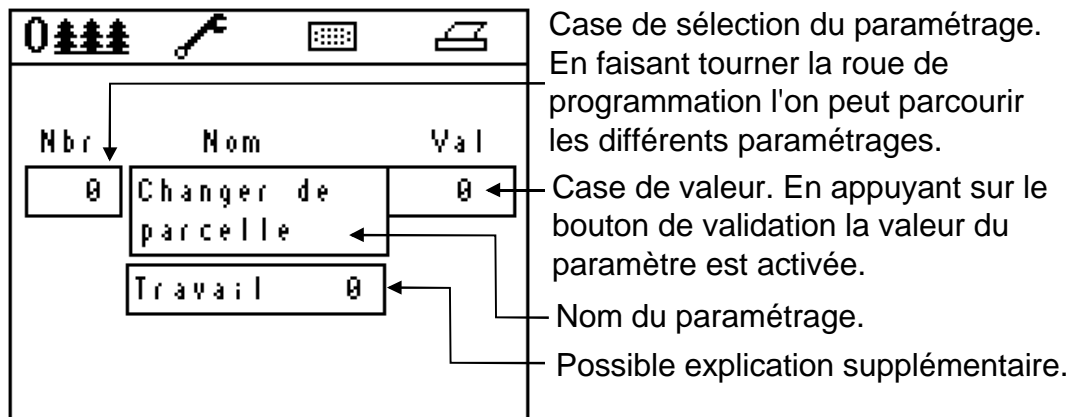 0
Nbr Nom Val
0 Changer de 0
parcelle
Travail 0
Case de sélection du paramétrage.
En faisant tourner la roue de
programmation l'on peut parcourir
les différents paramétrages.
Case de valeur. En appuyant sur le
bouton de validation la valeur du
paramètre est activée.
Nom du paramétrage.
Possible explication supplémentaire.